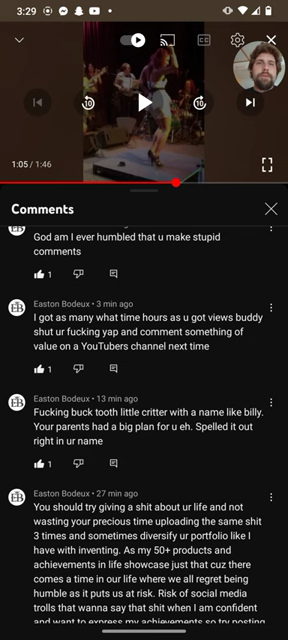 3:29
CC
10
10
1:05 / 1:46
Comments
God am I ever humbled that u make stupid
comments
1
Easton Bodeux • 3 min ago
I got as many what time hours as u got views buddy
shut ur fucking yap and comment something of
value on a YouTubers channel next time
1
Easton Bodeux • 13 min ago
Fucking buck tooth little critter with a name like billy.
Your parents had a big plan for u eh. Spelled it out
right in ur name
1
Easton Bodeux • 27 min ago
You should try giving a shit about ur life and not
wasting your precious time uploading the same shit
3 times and sometimes diversify ur portfolio like I
have with inventing. As my 50+ products and
achievements in life showcase just that cuz there
comes a time in our life where we all regret being
humble as it puts us at risk. Risk of social media
trolls that wanna say that shit when I am confident
and want to express my achievements so try posting